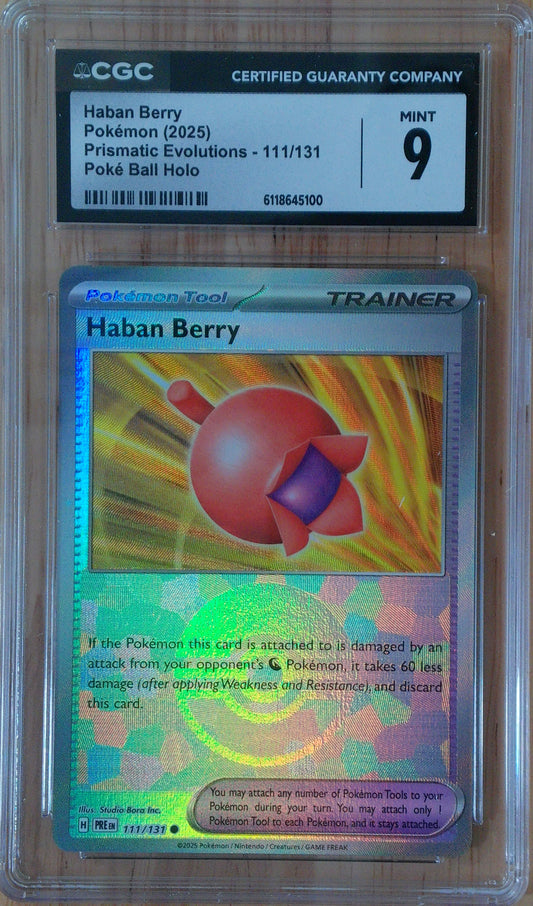 CGC
CERTIFIED GUARANTY COMPANY
Haban Berry
Pokémon (2025)
Prismatic Evolutions - 111/131
Poké Ball Holo
6118645100
MINT
9
Pokémon Tool
TRAINER
Haban Berry
If the Pokémon this card is attached to is damaged by an
attack from your opponent's Pokémon, it takes 60 less
damage (after applying Weakness and Resistance), and discard
this card.
Illus. Studio Bora Inc.
You may attach any number of Pokémon Tools to your
Pokémon during your turn. You may attach only 1
Pokémon Tool to each Pokémon, and it stays attached.
H PRE EN 111/131
©2025 Pokémon / Nintendo / Creatures / GAME FREAK